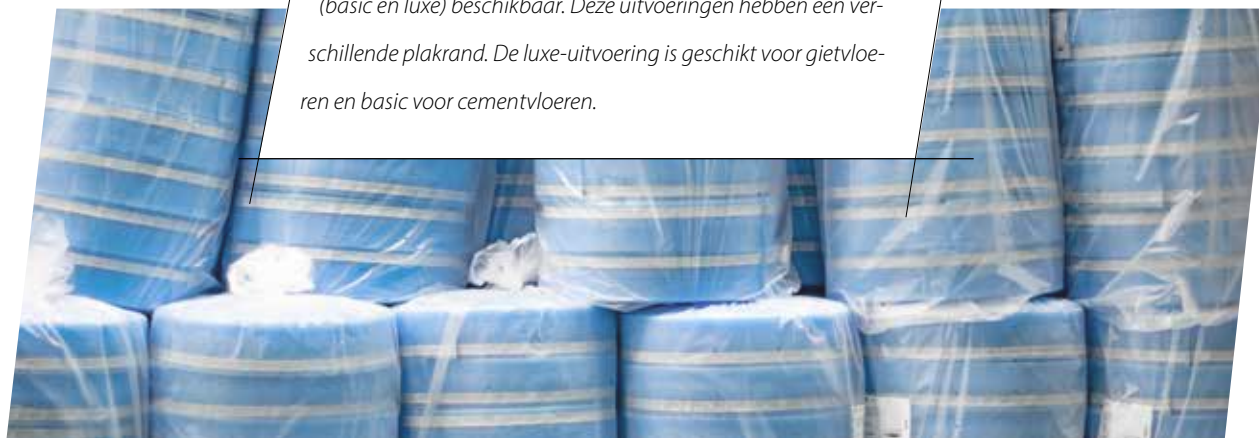 (basic en luxe) beschikbaar. Deze uitvoeringen hebben een ver-
schillende plakrand. De luxe-uitvoering is geschikt voor gietvloe-
ren en basic voor cementvloeren.